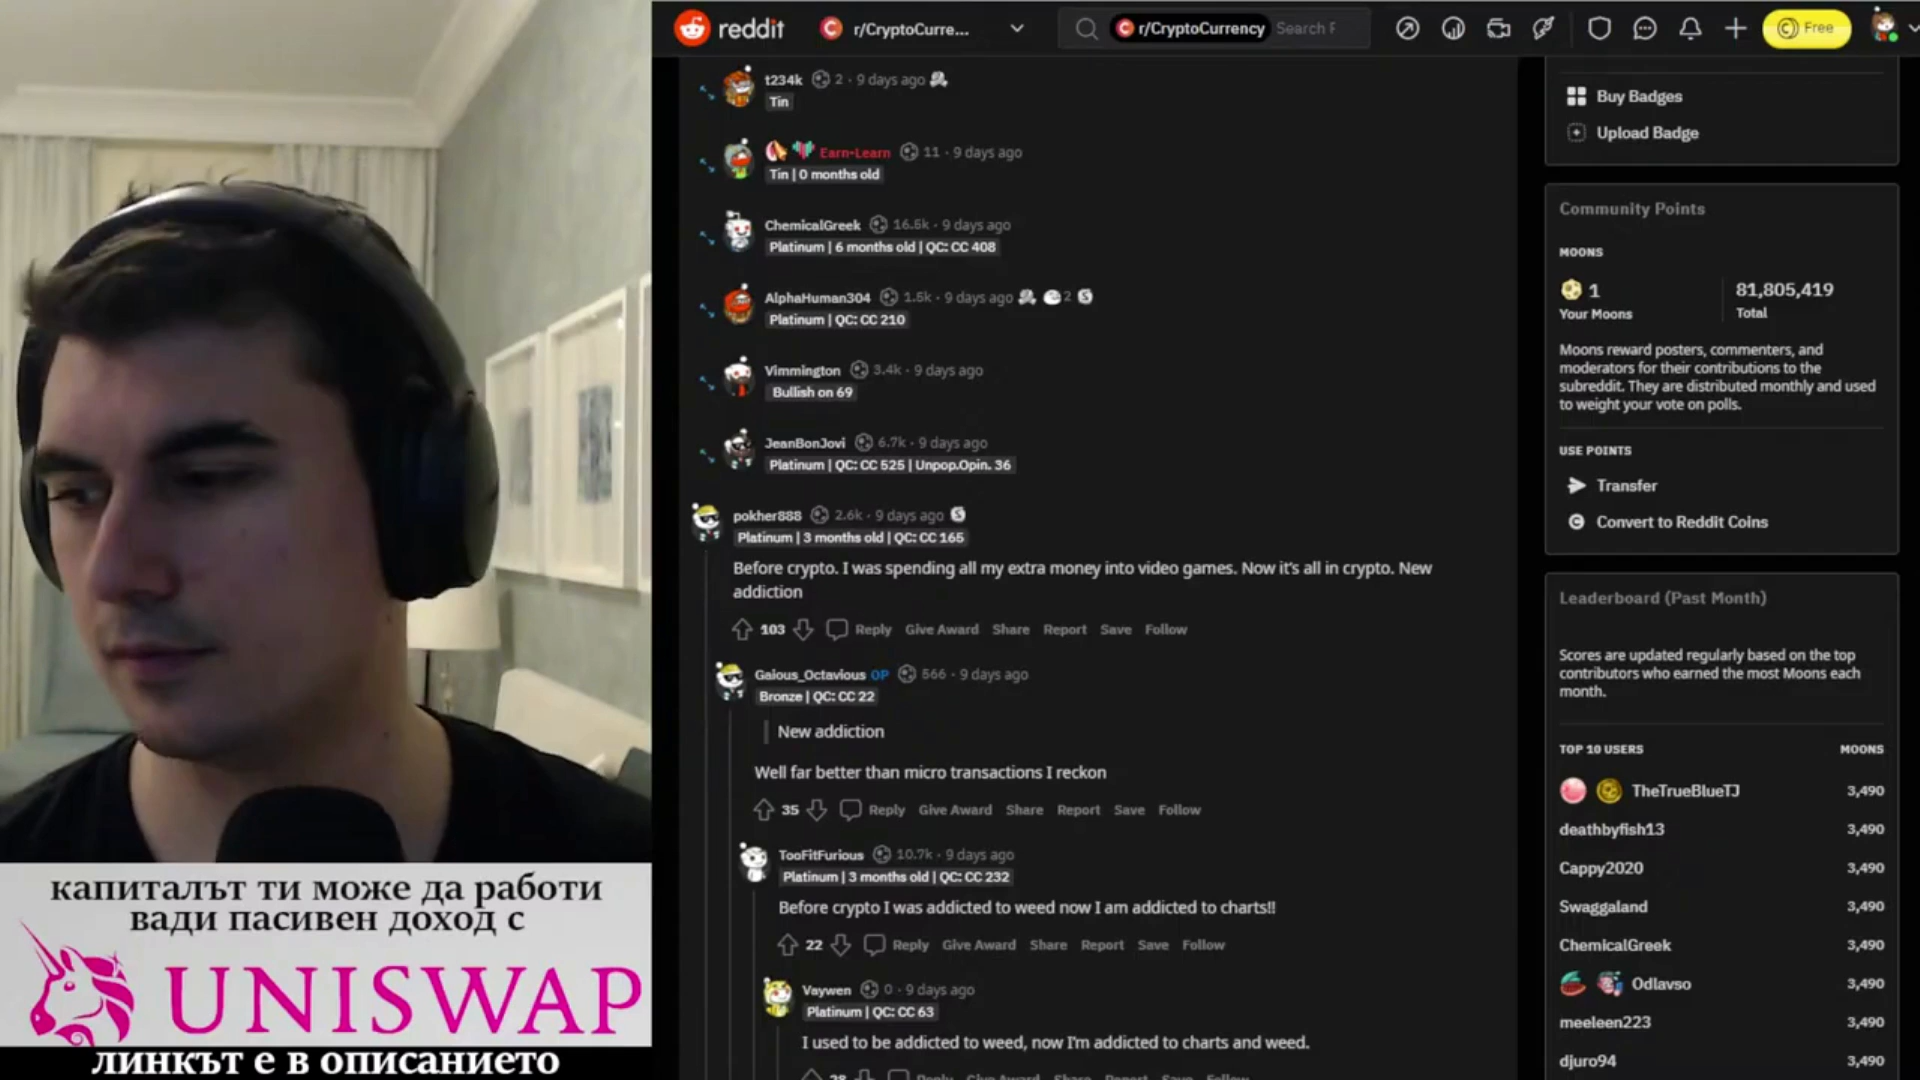 reddit
r/CryptoCurre...
r/CryptoCurrency Search F
Free
t234k 2 · 9 days ago
Tin
Earn-Learn 11 · 9 days ago
Tin | 0 months old
ChemicalGreek 16.5k · 9 days ago
Platinum | 6 months old | QC: CC 408
AlphaHuman304 1.5k · 9 days ago 2
Platinum | QC: CC 210
Vimmington 3.4k · 9 days ago
Bullish on 69
JeanBonJovi 6.7k · 9 days ago
Platinum | QC: CC 525 | Unpop.Opin. 36
pokher888 2.6k · 9 days ago
Platinum | 3 months old | QC: CC 165
Before crypto. I was spending all my extra money into video games. Now it's all in crypto. New
addiction
103 Reply Give Award Share Report Save Follow
Gaious_Octavious OP 566 · 9 days ago
Bronze | QC: CC 22
New addiction
Well far better than micro transactions I reckon
35 Reply Give Award Share Report Save Follow
TooFitFurious 10.7k · 9 days ago
Platinum | 3 months old | QC: CC 232
Before crypto I was addicted to weed now I am addicted to charts!!
22 Reply Give Award Share Report Save Follow
Vaywen 0 · 9 days ago
Platinum | QC: CC 63
I used to be addicted to weed, now I'm addicted to charts and weed.
28 Reply Give Award Share Report Save Follow
Buy Badges
Upload Badge
Community Points
MOONS
1 81,805,419
Your Moons Total
Moons reward posters, commenters, and
moderators for their contributions to the
subreddit. They are distributed monthly and used
to weight your vote on polls.
USE POINTS
Transfer
Convert to Reddit Coins
Leaderboard (Past Month)
Scores are updated regularly based on the top
contributors who earned the most Moons each
month.
TOP 10 USERS MOONS
TheTrueBlueTJ 3,490
deathbyfish13 3,490
Cappy2020 3,490
Swaggaland 3,490
ChemicalGreek 3,490
Odlavso 3,490
meeleen223 3,490
djuro94 3,490
капиталът ти може да работи
вади пасивен доход с
UNISWAP
линкът е в описанието